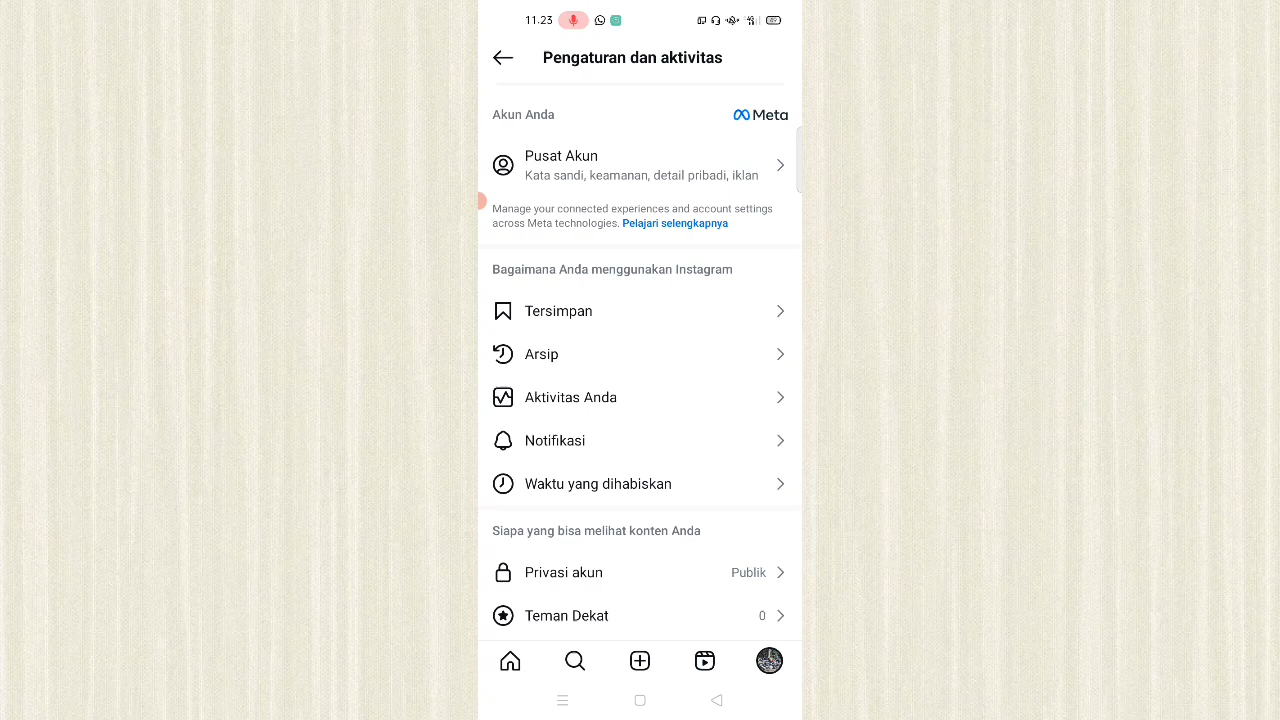 11.23
Pengaturan dan aktivitas
Akun Anda
Meta
Pusat Akun
Kata sandi, keamanan, detail pribadi, iklan
Manage your connected experiences and account settings
across Meta technologies. Pelajari selengkapnya
Bagaimana Anda menggunakan Instagram
Tersimpan
Arsip
Aktivitas Anda
Notifikasi
Waktu yang dihabiskan
Siapa yang bisa melihat konten Anda
Privasi akun Publik
Teman Dekat 0